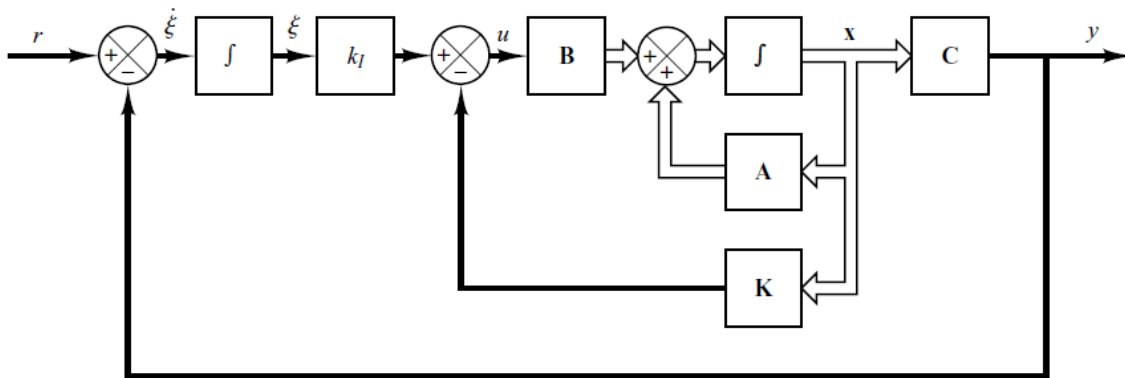 r + − ξ̇ ∫ ξ k_I + − u B + + ∫ x C y
A
K